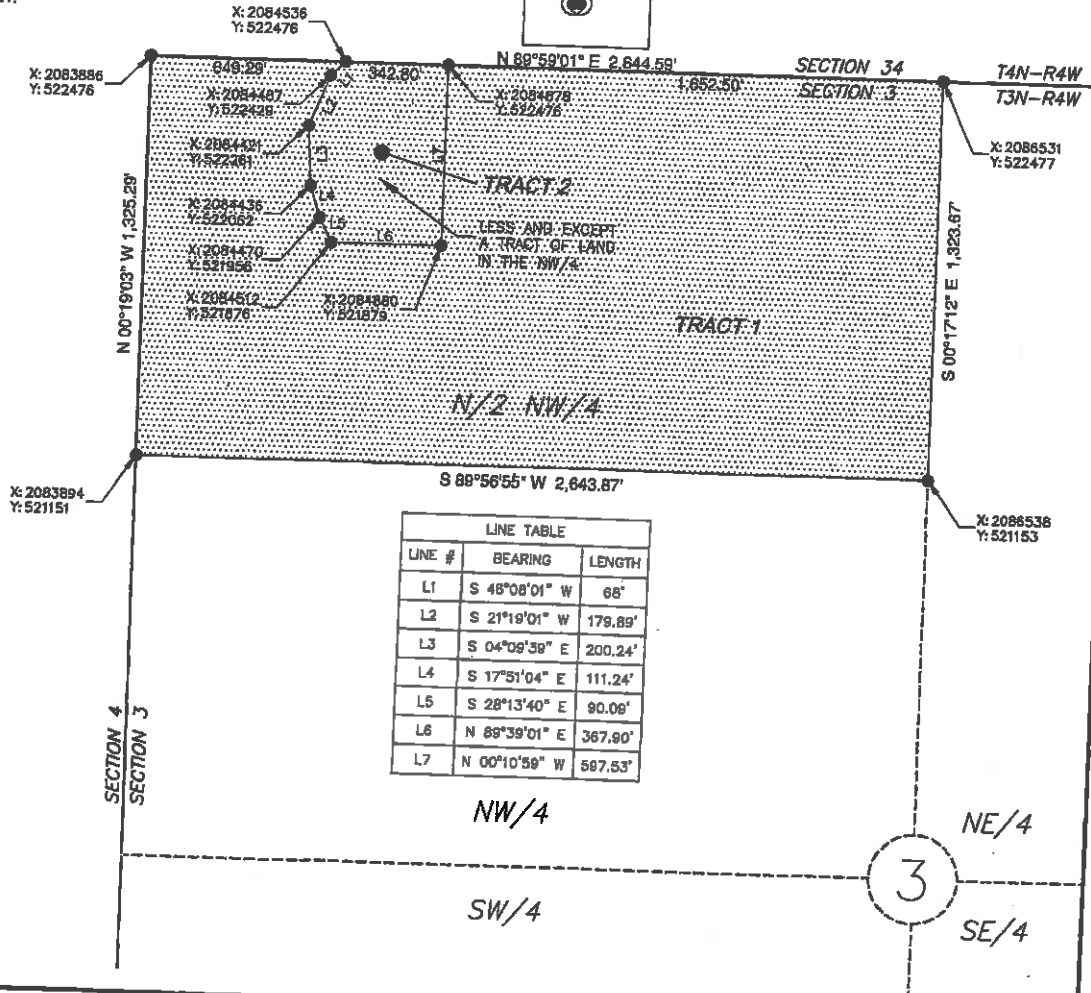 X: 2084536
Y: 522476
X: 2083886
Y: 522476
N 89°59'01" E 2,644.59'
649.29'
342.80'
1,652.50'
SECTION 34
SECTION 3
T4N-R4W
T3N-R4W
L1
X: 2084487
Y: 522428
L2
X: 2084878
Y: 522476
X: 2086531
Y: 522477
X: 2084421
Y: 522261
L3
L7
TRACT 2
X: 2084435
Y: 522062
L4
LESS AND EXCEPT
A TRACT OF LAND
IN THE NW/4
L5
L6
X: 2084470
Y: 521956
X: 2084512
Y: 521876
X: 2084880
Y: 521879
N 00°19'03" W 1,325.29'
S 00°17'12" E 1,323.67'
TRACT 1
N/2 NW/4
S 89°56'55" W 2,643.87'
X: 2083894
Y: 521151
X: 2086538
Y: 521153
LINE TABLE
LINE # BEARING LENGTH
L1 S 46°08'01" W 68'
L2 S 21°19'01" W 179.89'
L3 S 04°09'39" E 200.24'
L4 S 17°51'04" E 111.24'
L5 S 28°13'40" E 90.09'
L6 N 89°39'01" E 367.90'
L7 N 00°10'59" W 597.53'
SECTION 4
SECTION 3
NW/4
NE/4
3
SW/4
SE/4